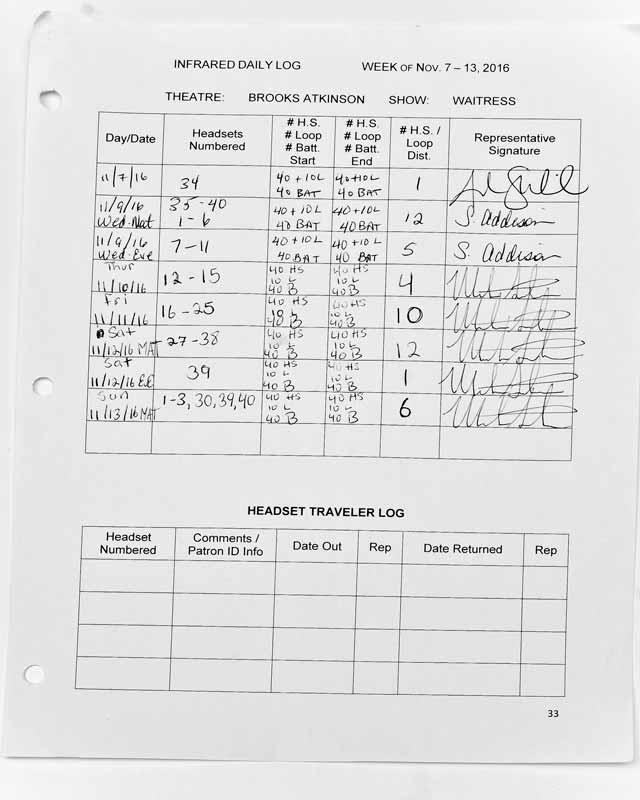 INFRARED DAILY LOG WEEK OF NOV. 7 – 13, 2016
THEATRE: BROOKS ATKINSON SHOW: WAITRESS
Day/Date Headsets Numbered # H.S. # Loop # Batt. Start # H.S. # Loop # Batt. End # H.S. / Loop Dist. Representative Signature
11/7/16 34 40+10L 40 BAT 40+10L 40 BAT 1
11/9/16 Wed. Mat 35-40 1-6 40+10L 40 BAT 40+10L 40 BAT 12 S. Addison
11/9/16 Wed-Eve 7-11 40+10L 40 BAT 40+10L 40 BAT 5 S. Addison
Thur 11/10/16 12-15 40 HS 10 L 40 B 40 HS 10 L 40 B 4
Fri 11/11/16 16-25 40 HS 10 L 40 B 40 HS 10 L 40 B 10
Sat 11/12/16 MAT 27-38 40 HS 10 L 40 B 40 HS 10 L 40 B 12
Sat 11/12/16 39 40 HS 10 L 40 B 40 HS 10 L 40 B 1
Sun 11/13/16 MAT 1-3, 30, 39, 40 40 HS 10 L 40 B 40 HS 10 L 40 B 6
HEADSET TRAVELER LOG
Headset Numbered Comments / Patron ID Info Date Out Rep Date Returned Rep
33